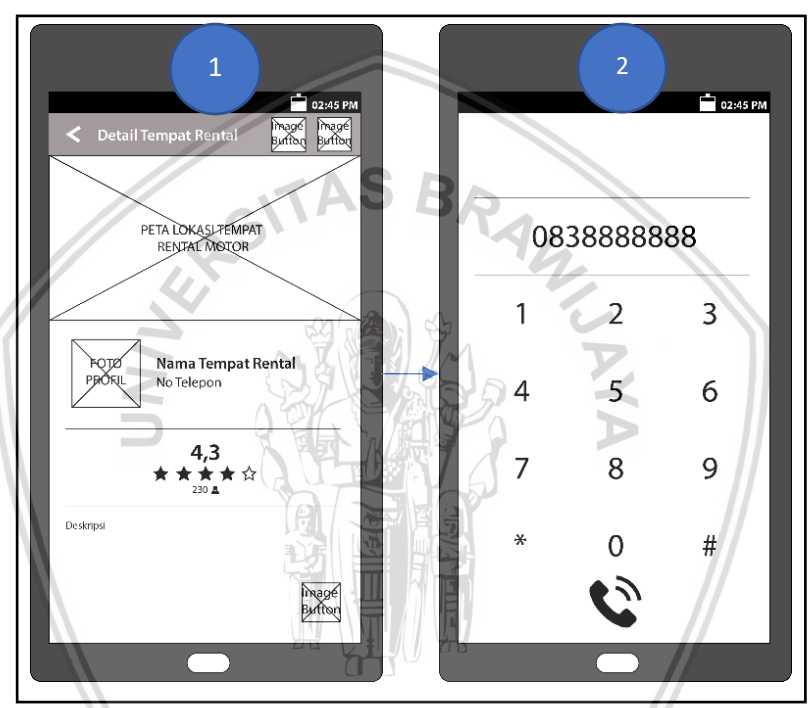 1
02:45 PM
Detail Tempat Rental
Image
Button
Image
Button
PETA LOKASI TEMPAT
RENTAL MOTOR
FOTO
PROFIL
Nama Tempat Rental
No Telepon
4,3
230
Deskripsi
Image
Button
2
02:45 PM
0838888888
1 2 3
4 5 6
7 8 9
* 0 #
UNIVERSITAS BRAWIJAYA